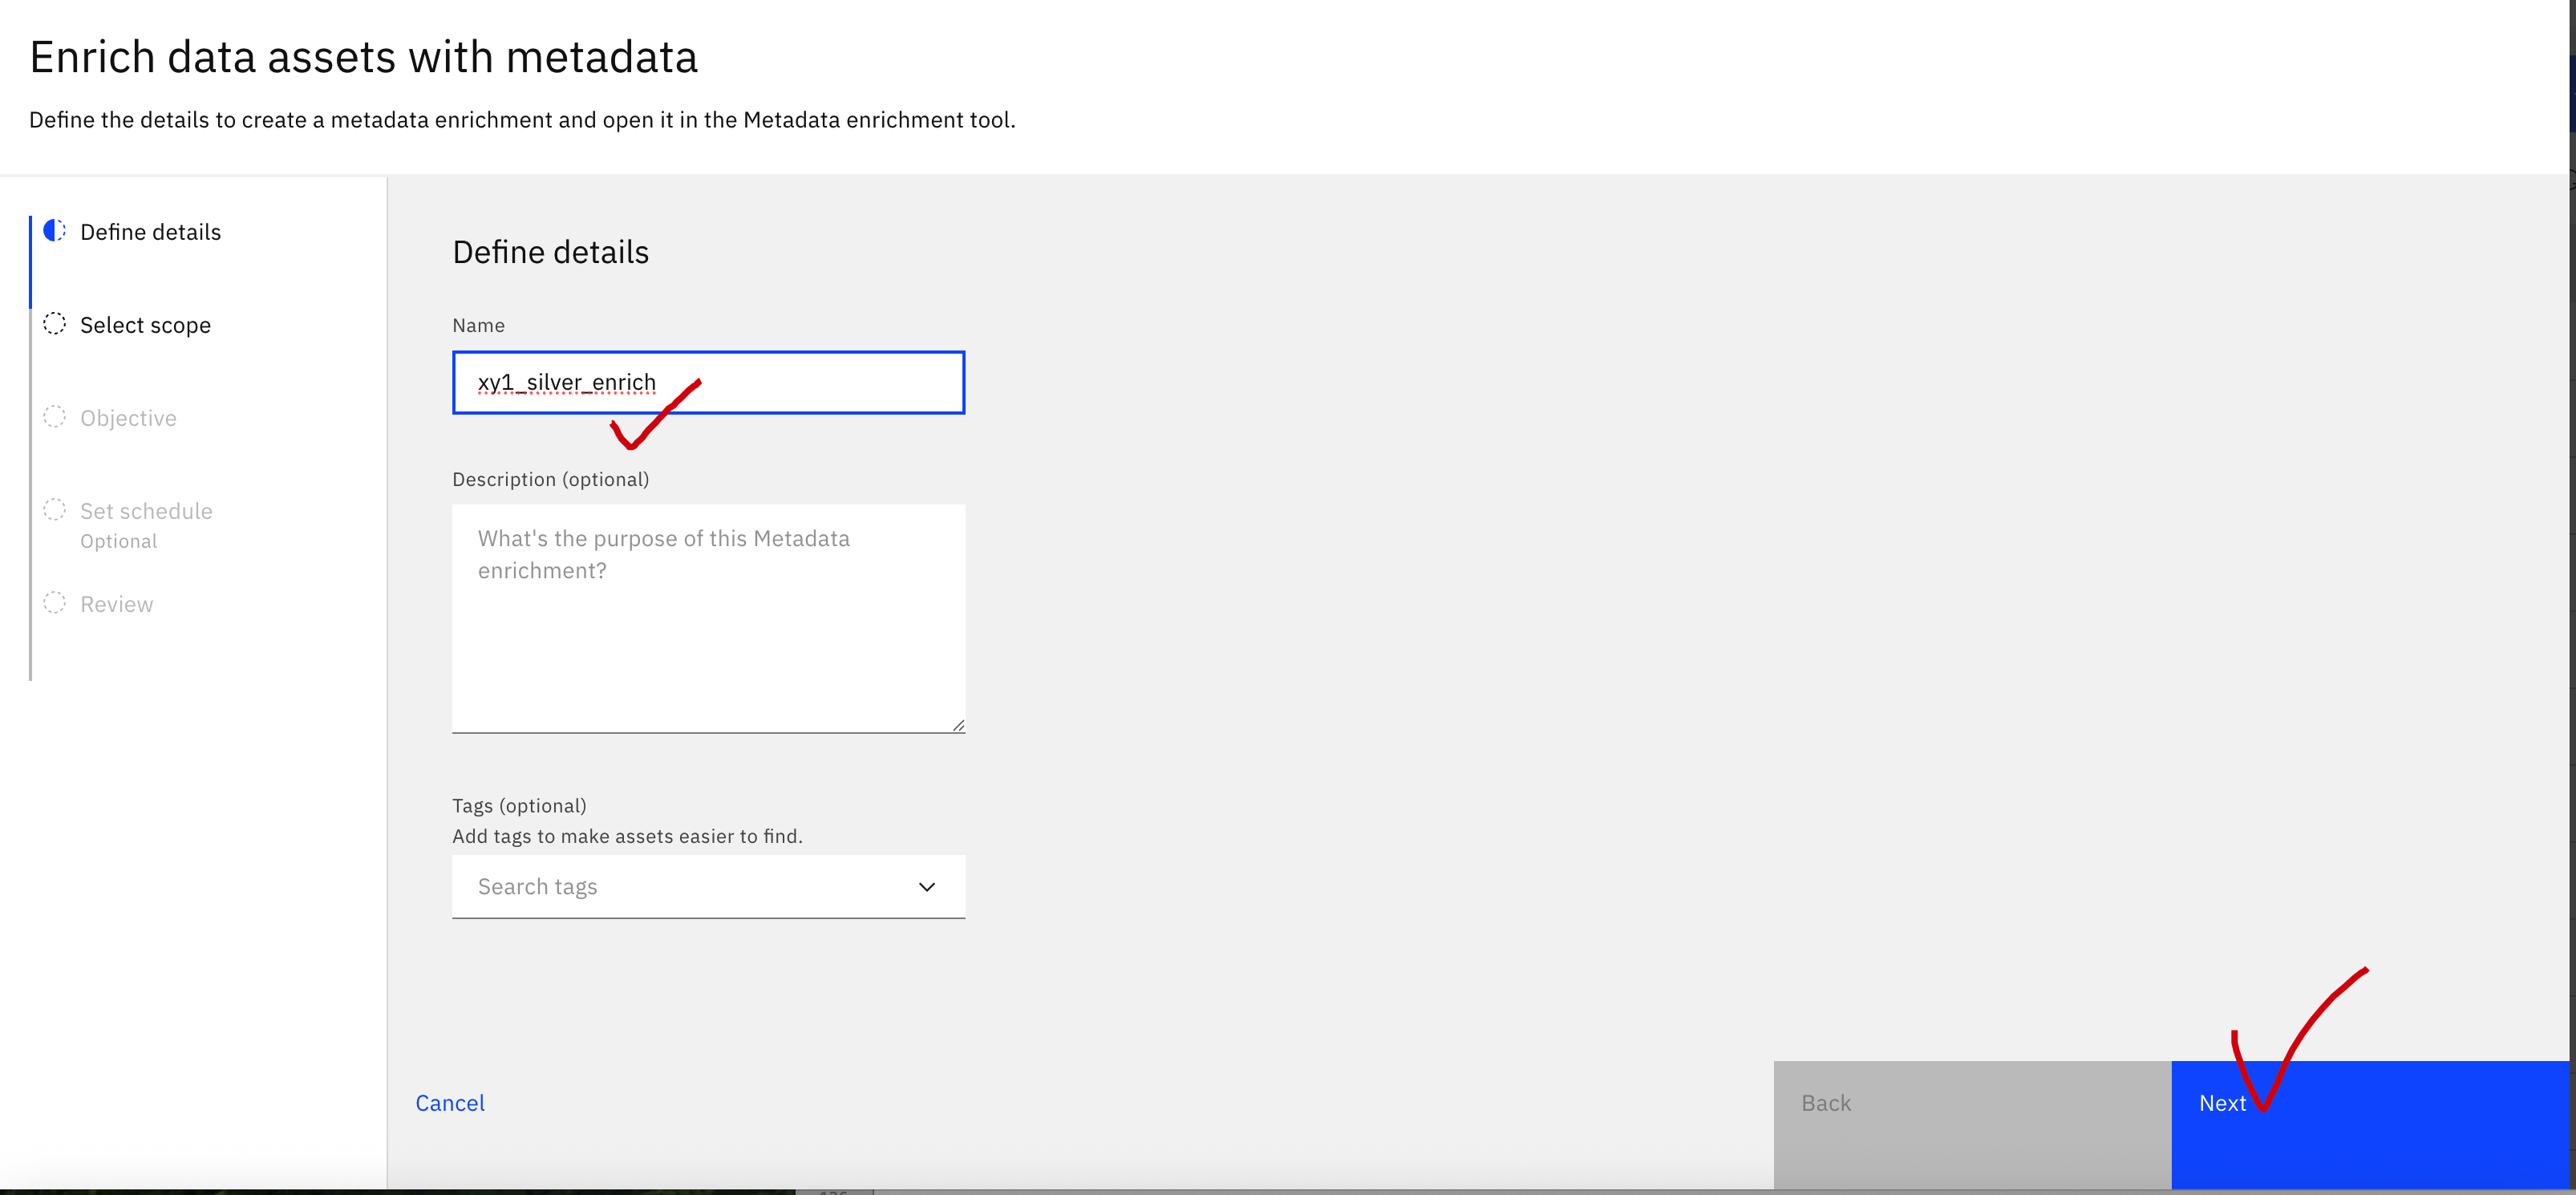 Enrich data assets with metadata
Define the details to create a metadata enrichment and open it in the Metadata enrichment tool.
Define details
Select scope
Objective
Set schedule
Optional
Review
Define details
Name
xy1_silver_enrich
Description (optional)
What's the purpose of this Metadata
enrichment?
Tags (optional)
Add tags to make assets easier to find.
Search tags
Cancel
Back
Next